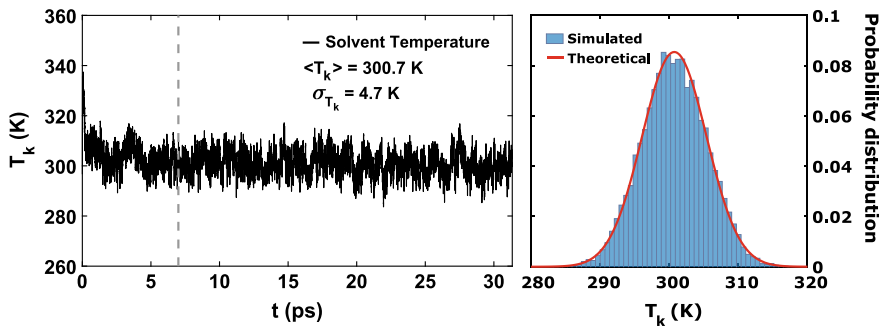 360
340
320
300
280
260
T_k (K)
0
5
10
15
20
25
30
t (ps)
— Solvent Temperature
<T_k> = 300.7 K
σ_{T_k} = 4.7 K
Simulated
Theoretical
0.1
0.08
0.06
0.04
0.02
0
Probability distribution
280
290
300
310
320
T_k (K)